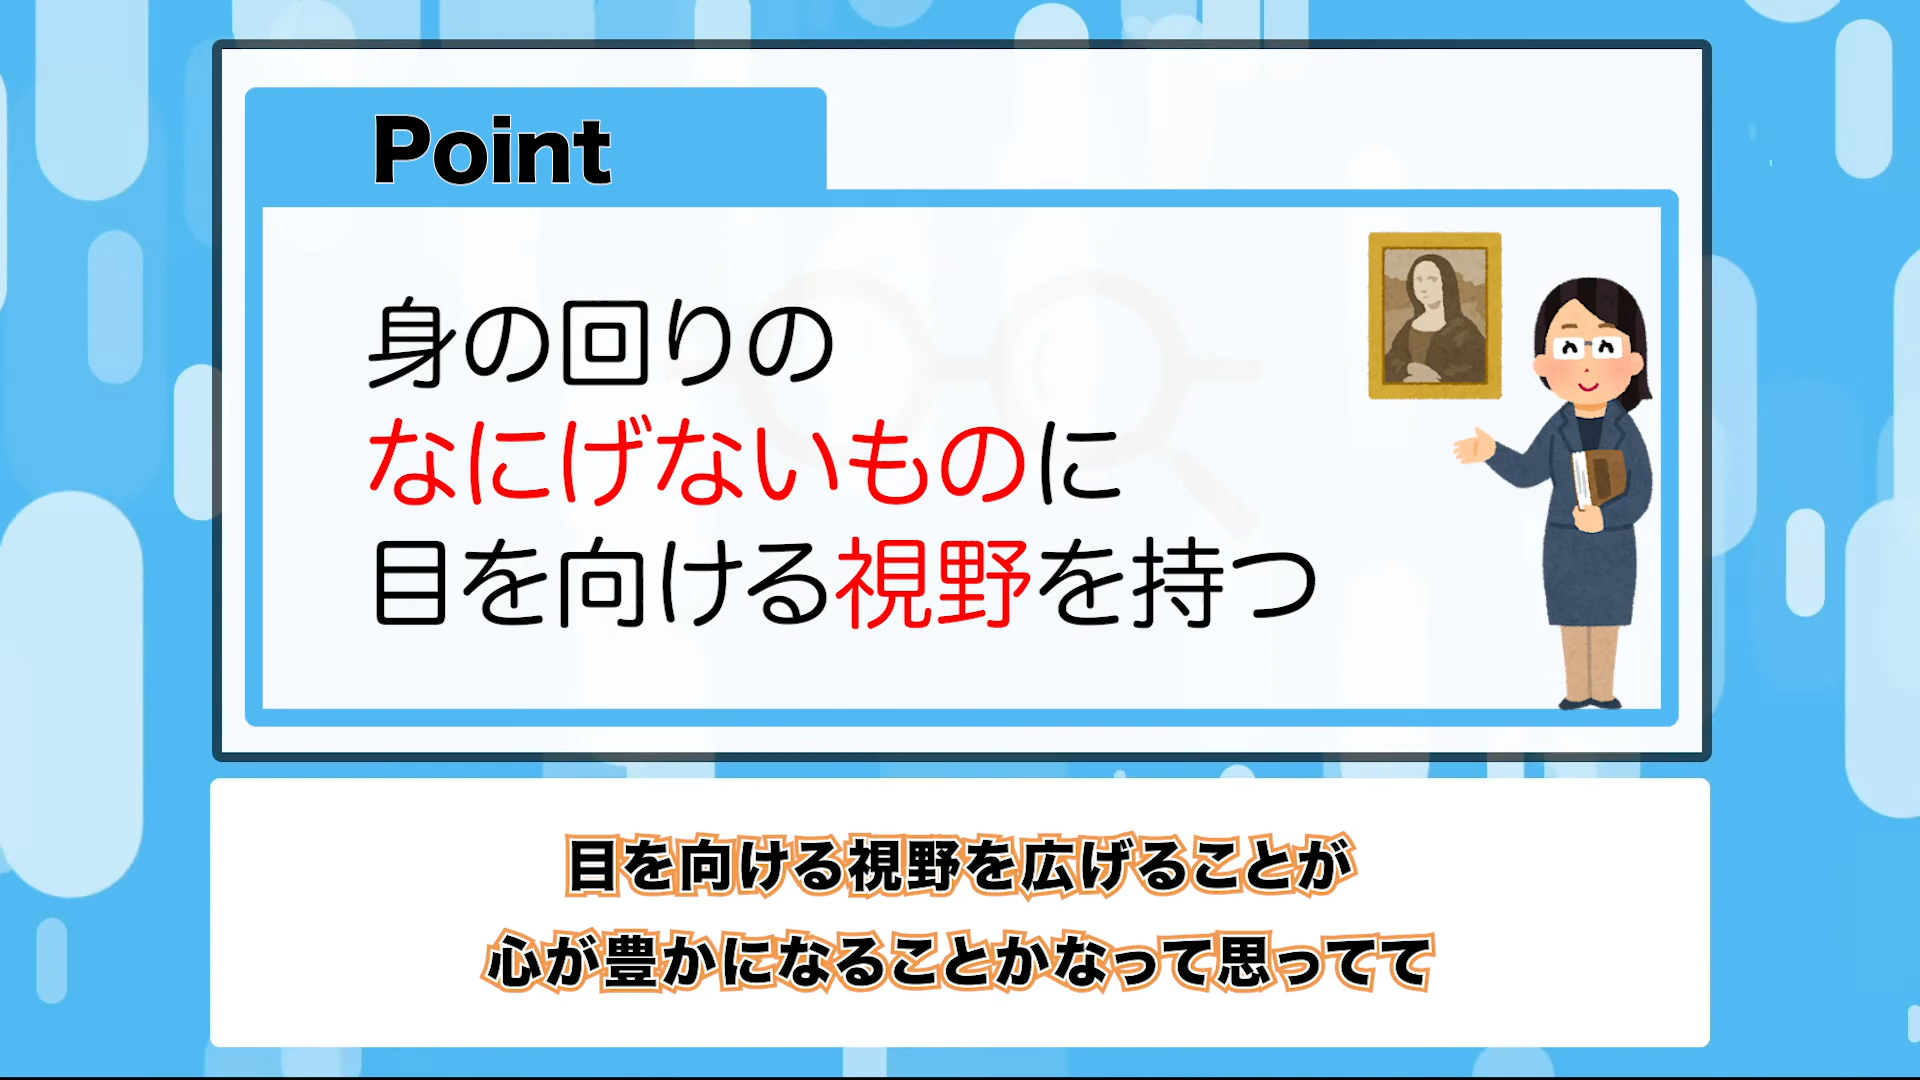 Point
身の回りの
なにげないものに
目を向ける視野を持つ
目を向ける視野を広げることが
心が豊かになることかなって思ってて